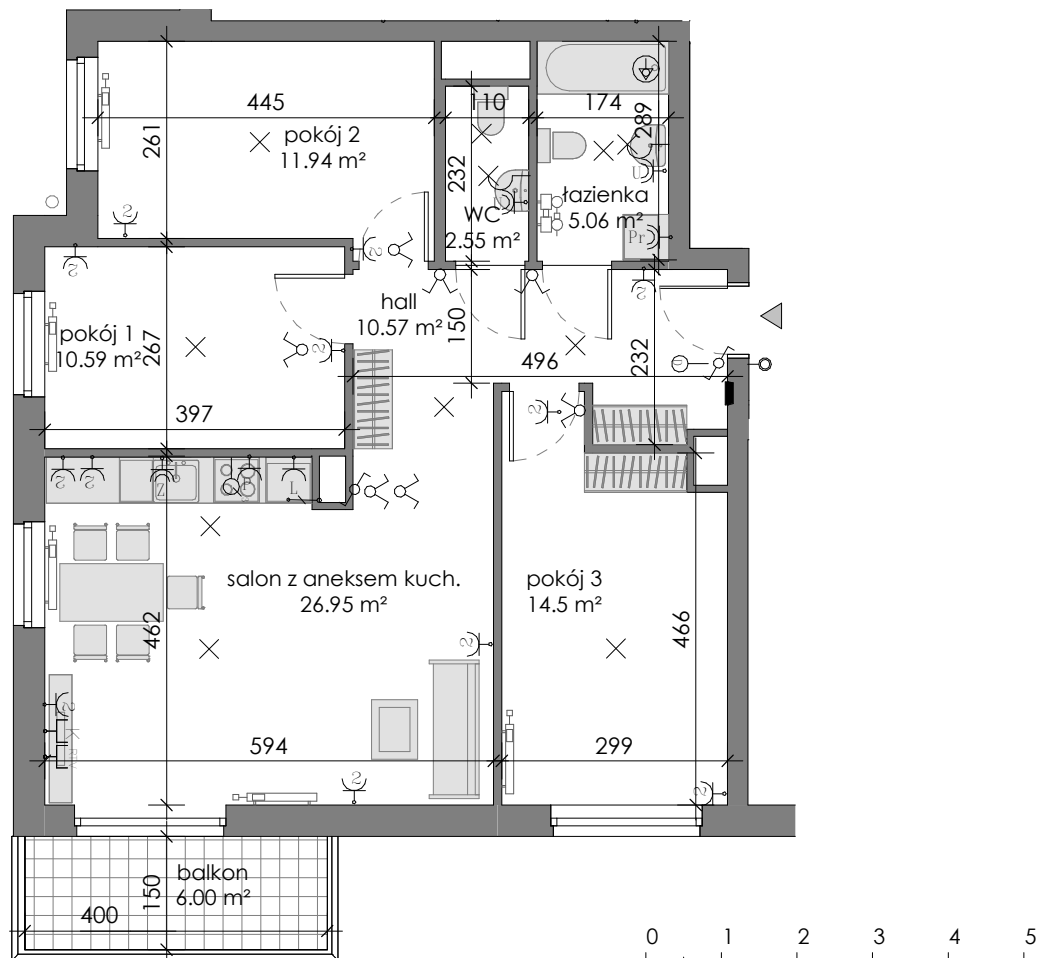 445
110
174
261
pokój 2
11.94 m²
289
232
łazienka
5.06 m²
WC
2.55 m²
Pr
hall
10.57 m²
150
pokój 1
10.59 m²
267
496
232
397
Z
P
L
salon z aneksem kuch.
26.95 m²
pokój 3
14.5 m²
462
466
K
594
299
balkon
6.00 m²
150
400
0 1 2 3 4 5